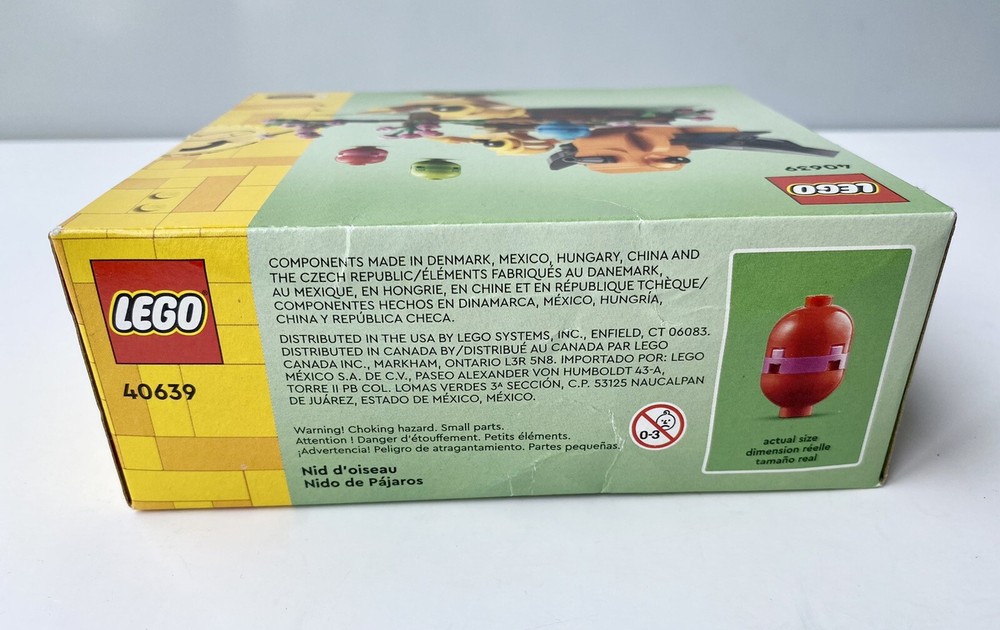 40639
LEGO
LEGO
40639
COMPONENTS MADE IN DENMARK, MEXICO, HUNGARY, CHINA AND
THE CZECH REPUBLIC/ÉLÉMENTS FABRIQUÉS AU DANEMARK,
AU MEXIQUE, EN HONGRIE, EN CHINE ET EN RÉPUBLIQUE TCHÈQUE/
COMPONENTES HECHOS EN DINAMARCA, MÉXICO, HUNGRÍA,
CHINA Y REPÚBLICA CHECA.
DISTRIBUTED IN THE USA BY LEGO SYSTEMS, INC., ENFIELD, CT 06083.
DISTRIBUTED IN CANADA BY/DISTRIBUÉ AU CANADA PAR LEGO
CANADA INC., MARKHAM, ONTARIO L3R 5N8. IMPORTADO POR: LEGO
MÉXICO S.A. DE C.V., PASEO ALEXANDER VON HUMBOLDT 43-A,
TORRE II PB COL. LOMAS VERDES 3ᴬ SECCIÓN, C.P. 53125 NAUCALPAN
DE JUÁREZ, ESTADO DE MÉXICO, MÉXICO.
Warning! Choking hazard. Small parts.
Attention ! Danger d'étouffement. Petits éléments.
¡Advertencia! Peligro de atragantamiento. Partes pequeñas.
0-3
Nid d'oiseau
Nido de Pájaros
actual size
dimension réelle
tamaño real